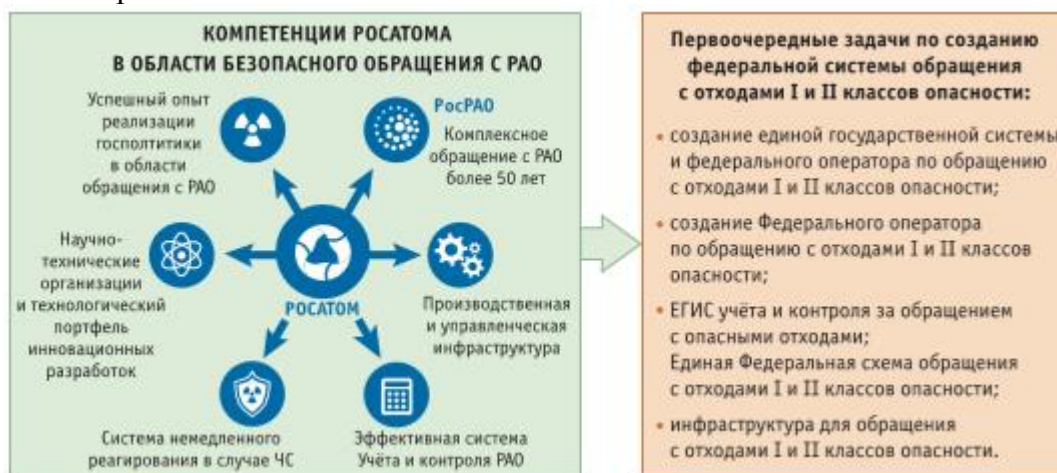 КОМПЕТЕНЦИИ РОСАТОМА
В ОБЛАСТИ БЕЗОПАСНОГО ОБРАЩЕНИЯ С РАО
Успешный опыт
реализации
госполтитики
в области
обращения с РАО
РосРАО
Комплексное
обращение с РАО
более 50 лет
Научно-
технические
организации
и технологический
портфель
инновационных
разработок
РОСАТОМ
Производственная
и управленческая
инфраструктура
Система немедленного
реагирования в случае ЧС
Эффективная система
Учёта и контроля РАО
Первоочередные задачи по созданию
федеральной системы обращения
с отходами I и II классов опасности:
• создание единой государственной системы
и федерального оператора по обращению
с отходами I и II классов опасности;
• создание Федерального оператора
по обращению с отходами I и II классов
опасности;
• ЕГИС учёта и контроля за обращением
с опасными отходами;
Единая Федеральная схема обращения
с отходами I и II классов опасности;
• инфраструктура для обращения
с отходами I и II классов опасности.